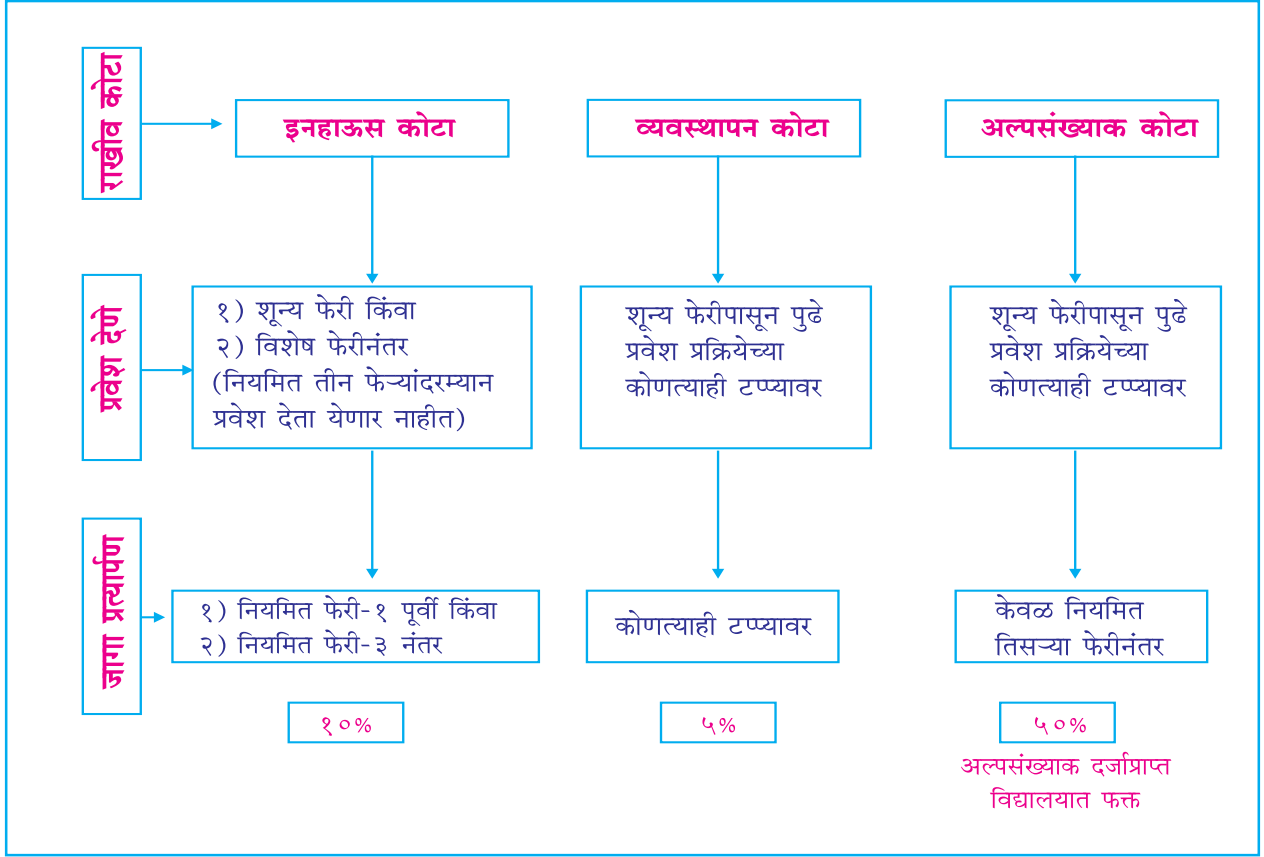 राखीव कोटा
इनहाऊस कोटा
व्यवस्थापन कोटा
अल्पसंख्याक कोटा
प्रवेश देणे
१) शून्य फेरी किंवा
२) विशेष फेरीनंतर
(नियमित तीन फेऱ्यांदरम्यान
प्रवेश देता येणार नाहीत)
शून्य फेरीपासून पुढे
प्रवेश प्रक्रियेच्या
कोणत्याही टप्प्यावर
शून्य फेरीपासून पुढे
प्रवेश प्रक्रियेच्या
कोणत्याही टप्प्यावर
जागा प्रत्यार्पण
१) नियमित फेरी-१ पूर्वी किंवा
२) नियमित फेरी-३ नंतर
कोणत्याही टप्प्यावर
केवळ नियमित
तिसऱ्या फेरीनंतर
१०%
५%
५०%
अल्पसंख्याक दर्जाप्राप्त
विद्यालयात फक्त